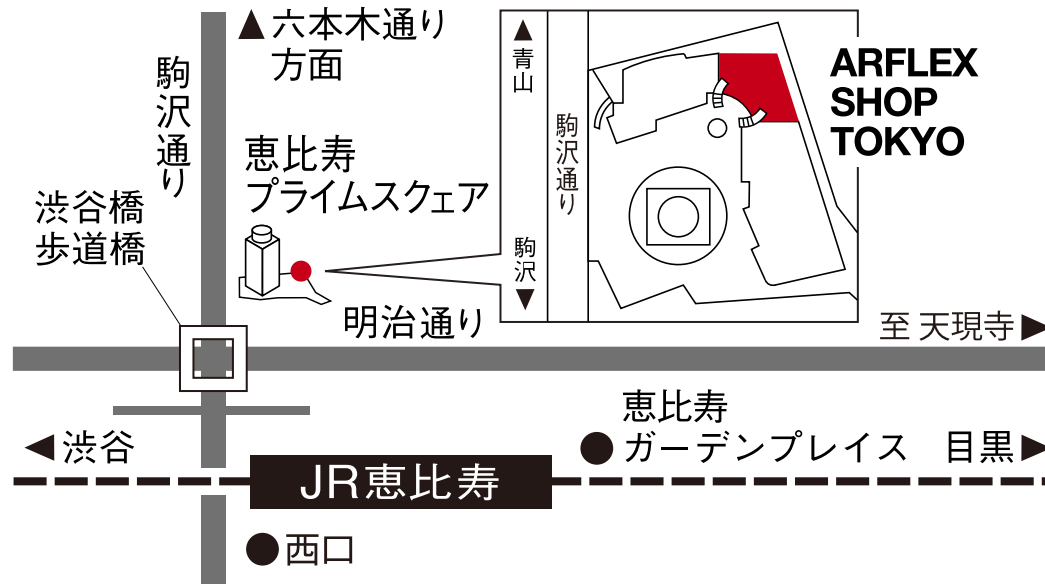 ▲六本木通り
方面
駒沢通り
恵比寿
プライムスクェア
渋谷橋
歩道橋
明治通り
▲青山
駒沢通り
駒沢▼
ARFLEX
SHOP
TOKYO
至 天現寺▶
恵比寿
●ガーデンプレイス
◀渋谷
目黒▶
JR恵比寿
●西口